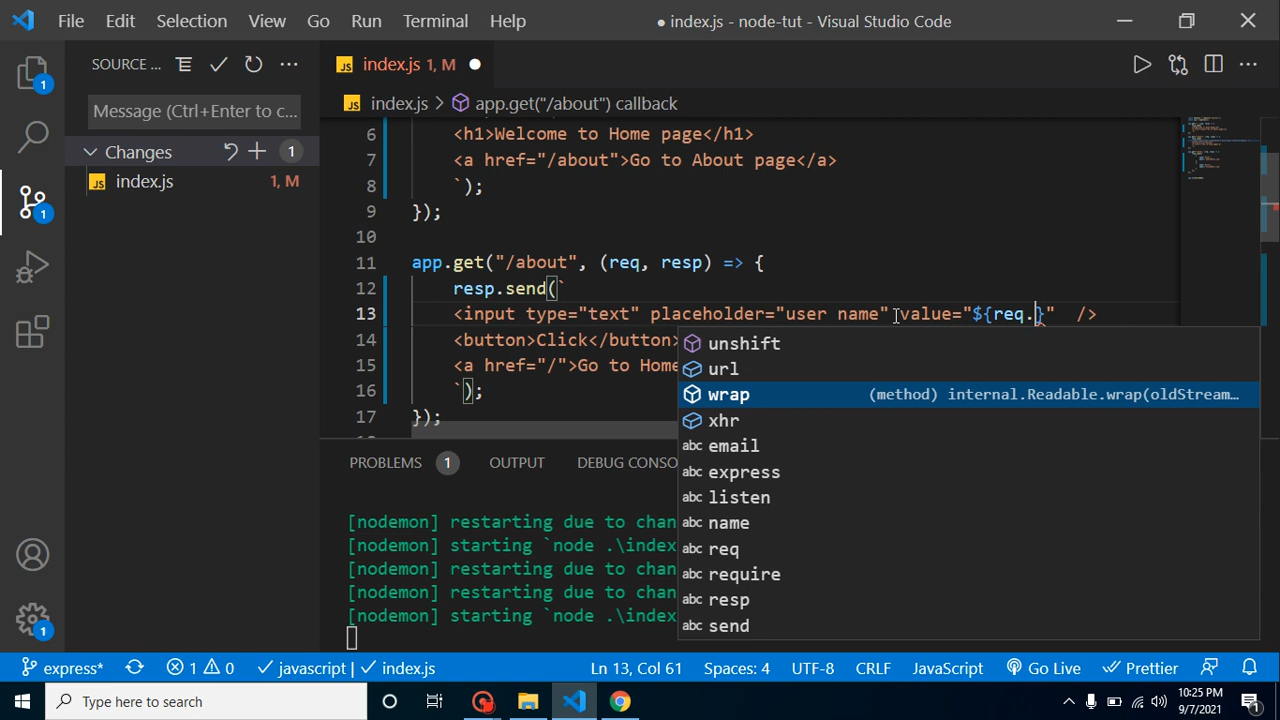 File Edit Selection View Go Run Terminal Help
● index.js - node-tut - Visual Studio Code
SOURCE ...
index.js 1, M
Message (Ctrl+Enter to c...
index.js > app.get("/about") callback
Changes 1
index.js 1, M
6 <h1>Welcome to Home page</h1>
7 <a href="/about">Go to About page</a>
8 `);
9 });
10
11 app.get("/about", (req, resp) => {
12 resp.send(`
13 <input type="text" placeholder="user name" value="${req.}" />
14 <button>Click</button>
15 <a href="/">Go to Home
16 `);
17 });
unshift
url
wrap (method) internal.Readable.wrap(oldStream...
xhr
abc email
abc express
abc listen
abc name
abc req
abc require
abc resp
abc send
PROBLEMS 1 OUTPUT DEBUG CONSO
[nodemon] restarting due to chan
[nodemon] starting `node .\index
[nodemon] restarting due to chan
[nodemon] restarting due to chan
[nodemon] starting `node .\index
express* 1 0 javascript | index.js Ln 13, Col 61 Spaces: 4 UTF-8 CRLF JavaScript Go Live Prettier
Type here to search
10:25 PM
9/7/2021